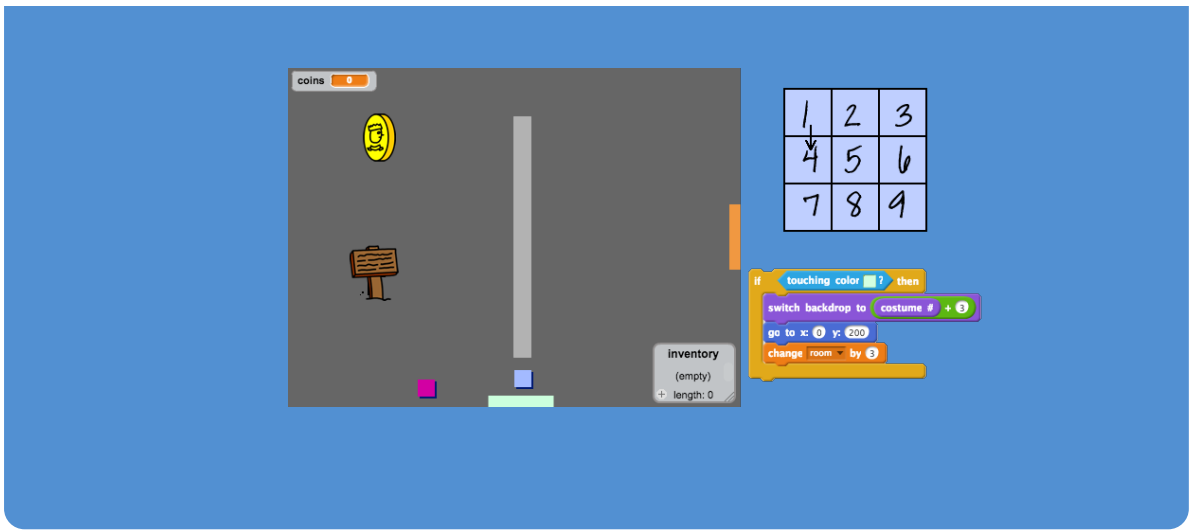 coins 0
inventory
(empty)
+ length: 0
1 2 3
4 5 6
7 8 9
if touching color ? then
switch backdrop to costume # + 3
go to x: 0 y: 200
change room by 3